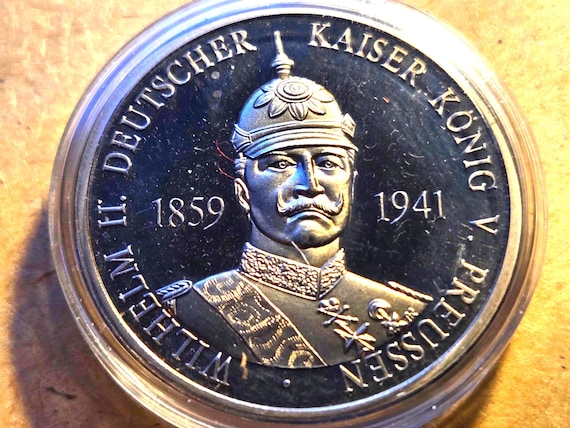 WILHELM II. DEUTSCHER KAISER KÖNIG V. PREUSSEN
1859
1941